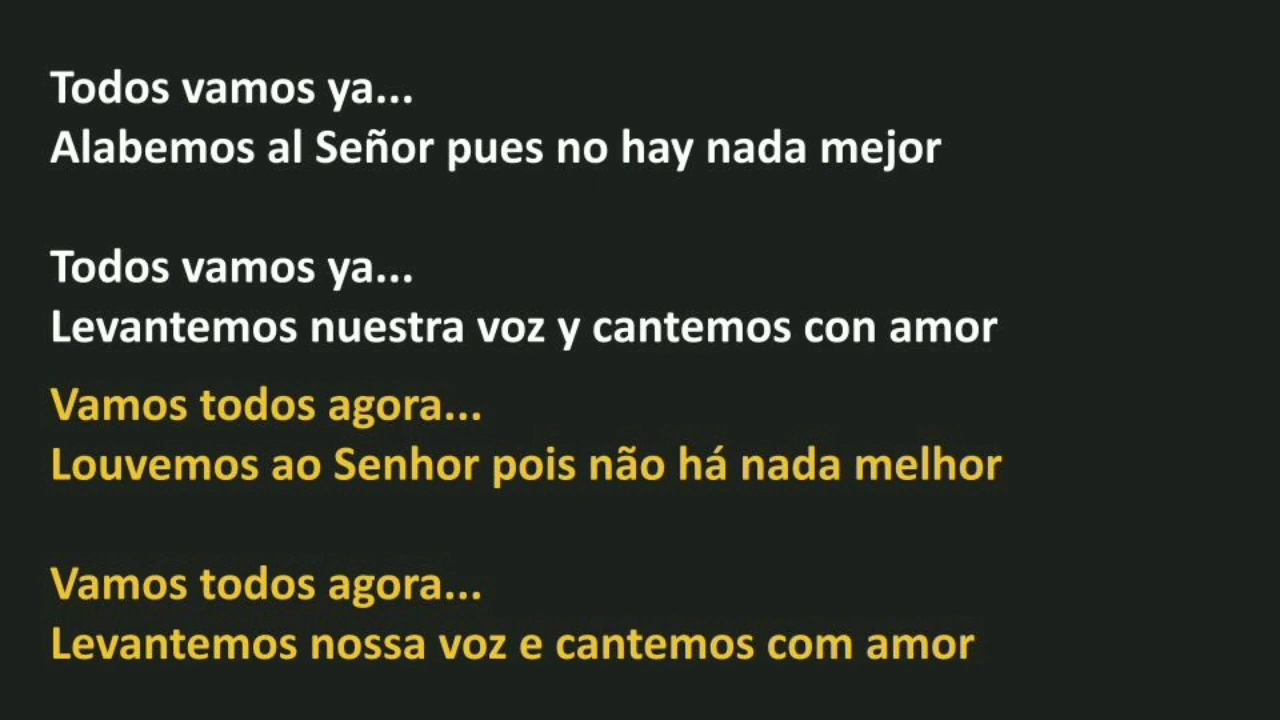 Todos vamos ya...
Alabemos al Señor pues no hay nada mejor
Todos vamos ya...
Levantemos nuestra voz y cantemos con amor
Vamos todos agora...
Louvemos ao Senhor pois não há nada melhor
Vamos todos agora...
Levantemos nossa voz e cantemos com amor